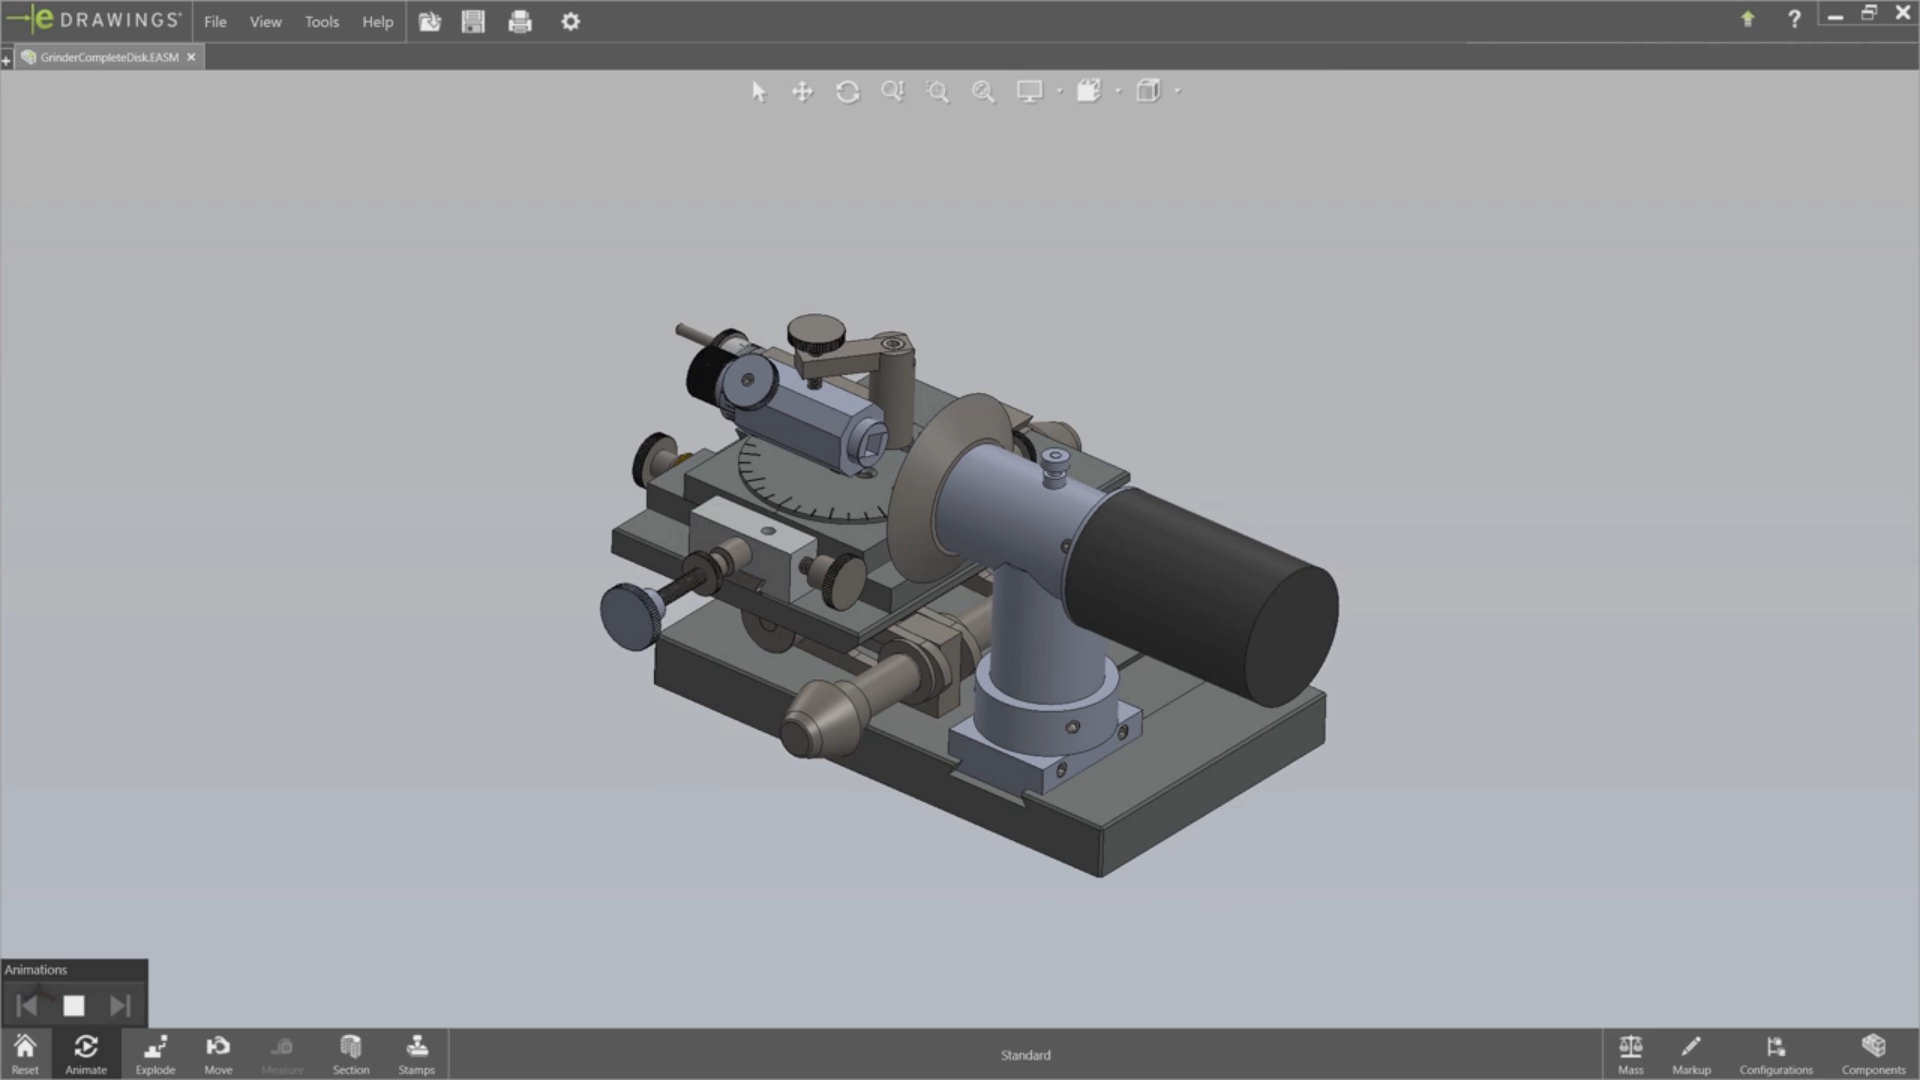 eDRAWINGS® File View Tools Help
GrinderCompleteDisk.EASM
Animations
Reset Animate Explode Move Measure Section Stamps Standard Mass Markup Configurations Components